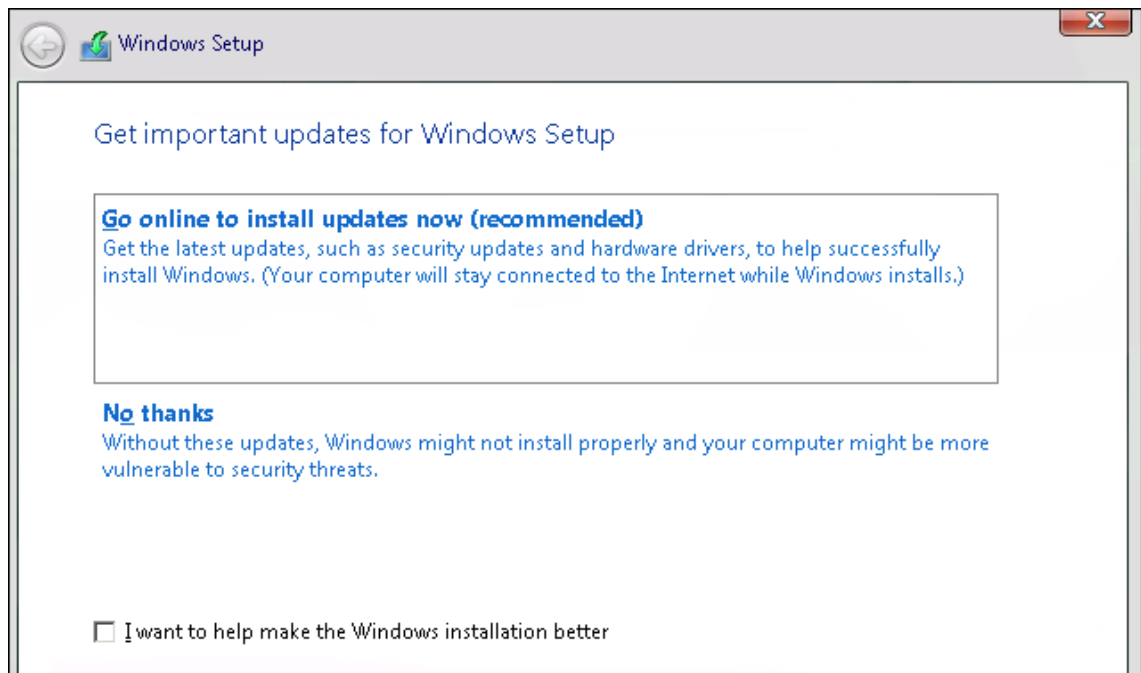 Windows Setup
Get important updates for Windows Setup
Go online to install updates now (recommended)
Get the latest updates, such as security updates and hardware drivers, to help successfully
install Windows. (Your computer will stay connected to the Internet while Windows installs.)
No thanks
Without these updates, Windows might not install properly and your computer might be more
vulnerable to security threats.
I want to help make the Windows installation better